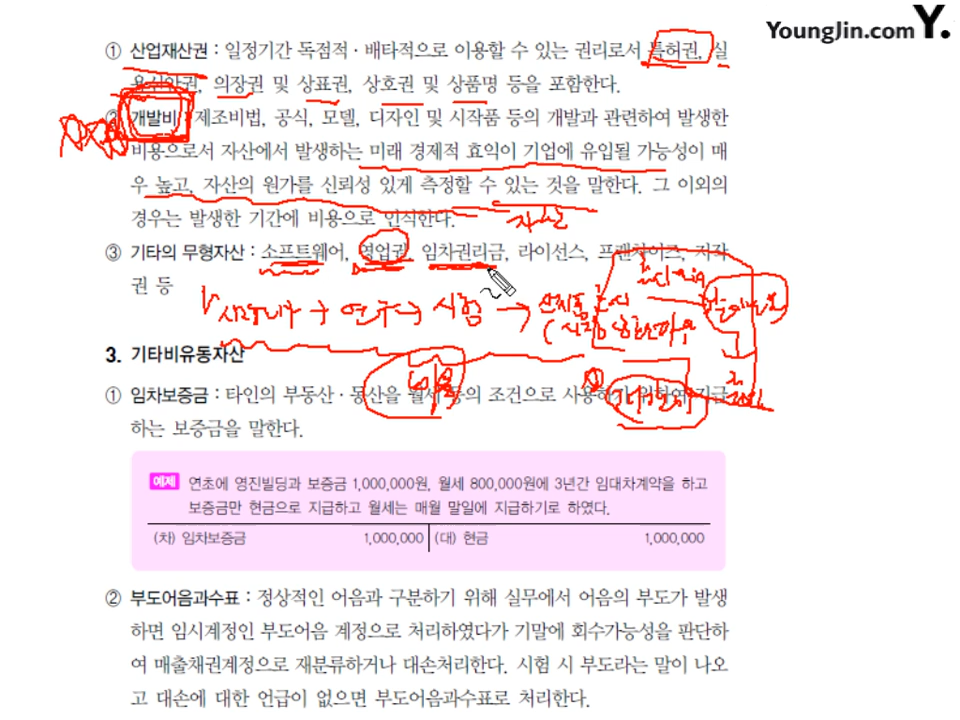 Younglin.com Y.
① 산업재산권 : 일정기간 독점적 · 배타적으로 이용할 수 있는 권리로서 특허권, 실
용신안권, 의장권 및 상표권, 상호권 및 상품명 등을 포함한다.
② 개발비 : 제조비법, 공식, 모델, 디자인 및 시작품 등의 개발과 관련하여 발생한
비용으로서 자산에서 발생하는 미래 경제적 효익이 기업에 유입될 가능성이 매
우 높고, 자산의 원가를 신뢰성 있게 측정할 수 있는 것을 말한다. 그 이외의
경우는 발생한 기간에 비용으로 인식한다.
자산
③ 기타의 무형자산 : 소프트웨어, 영업권, 임차권리금, 라이선스, 프랜차이즈, 저작
권 등
→ 연구 → 시험 →
3. 기타비유동자산
비용
① 임차보증금 : 타인의 부동산 · 동산을 월세 등의 조건으로 사용하기 위하여 지급
하는 보증금을 말한다.
예제 연초에 영진빌딩과 보증금 1,000,000원, 월세 800,000원에 3년간 임대차계약을 하고
보증금만 현금으로 지급하고 월세는 매월 말일에 지급하기로 하였다.
(차) 임차보증금 1,000,000 (대) 현금 1,000,000
② 부도어음과수표 : 정상적인 어음과 구분하기 위해 실무에서 어음의 부도가 발생
하면 임시계정인 부도어음 계정으로 처리하였다가 기말에 회수가능성을 판단하
여 매출채권계정으로 재분류하거나 대손처리한다. 시험 시 부도라는 말이 나오
고 대손에 대한 언급이 없으면 부도어음과수표로 처리한다.